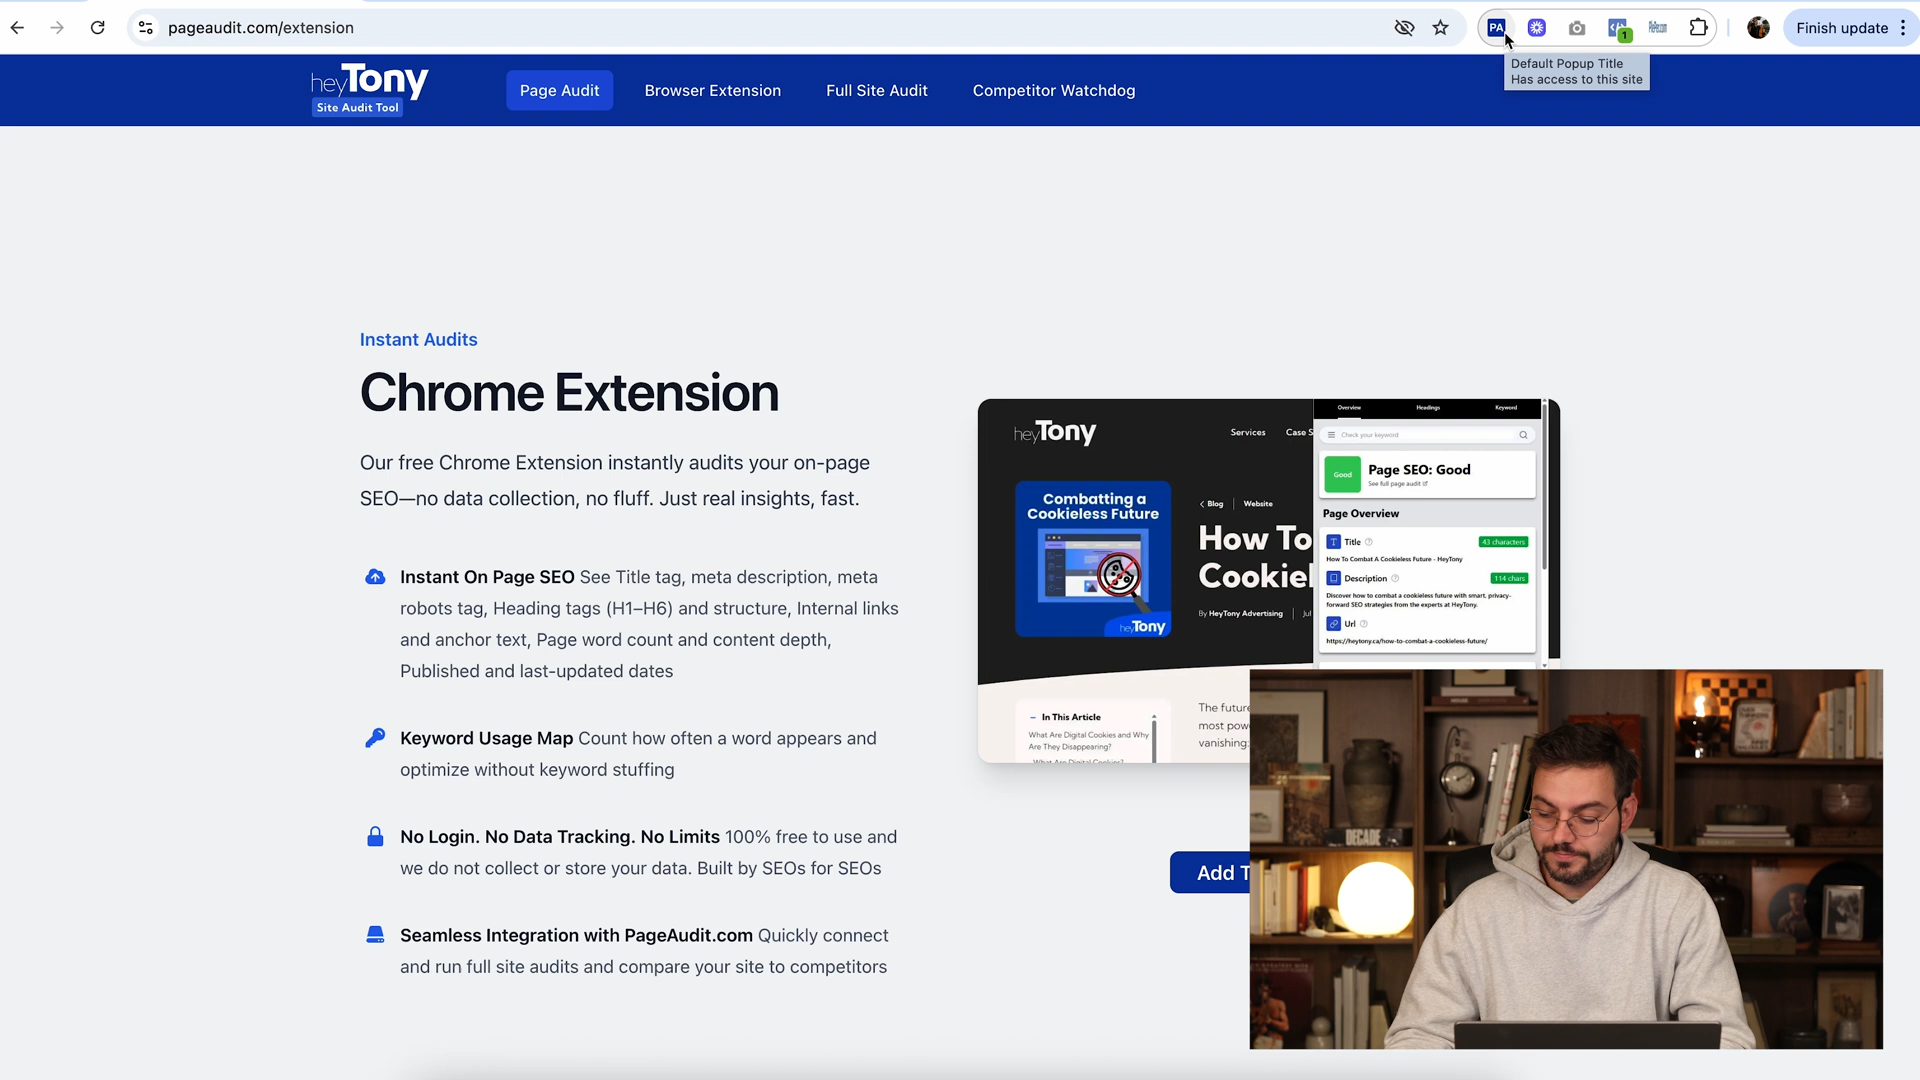 pageaudit.com/extension
PA
1
Finish update
Default Popup Title
Has access to this site
heyTony
Site Audit Tool
Page Audit
Browser Extension
Full Site Audit
Competitor Watchdog
Instant Audits
Chrome Extension
Our free Chrome Extension instantly audits your on-page
SEO—no data collection, no fluff. Just real insights, fast.
Instant On Page SEO See Title tag, meta description, meta
robots tag, Heading tags (H1–H6) and structure, Internal links
and anchor text, Page word count and content depth,
Published and last-updated dates
Keyword Usage Map Count how often a word appears and
optimize without keyword stuffing
No Login. No Data Tracking. No Limits 100% free to use and
we do not collect or store your data. Built by SEOs for SEOs
Seamless Integration with PageAudit.com Quickly connect
and run full site audits and compare your site to competitors
heyTony
Services
Case S
Combatting a
Cookieless Future
heyTony
Blog
Website
How To
Cookiel
By HeyTony Advertising
Jul
In This Article
What Are Digital Cookies and Why
Are They Disappearing?
What Are Digital Cookies?
The future
most pow
vanishing:
Overview
Headings
Keyword
Check your keyword
Good
Page SEO: Good
See full page audit
Page Overview
Title
43 characters
How To Combat A Cookieless Future - HeyTony
Description
114 chars
Discover how to combat a cookieless future with smart, privacy-
forward SEO strategies from the experts at HeyTony.
Url
https://heytony.ca/how-to-combat-a-cookieless-future/
Add T
DECADE